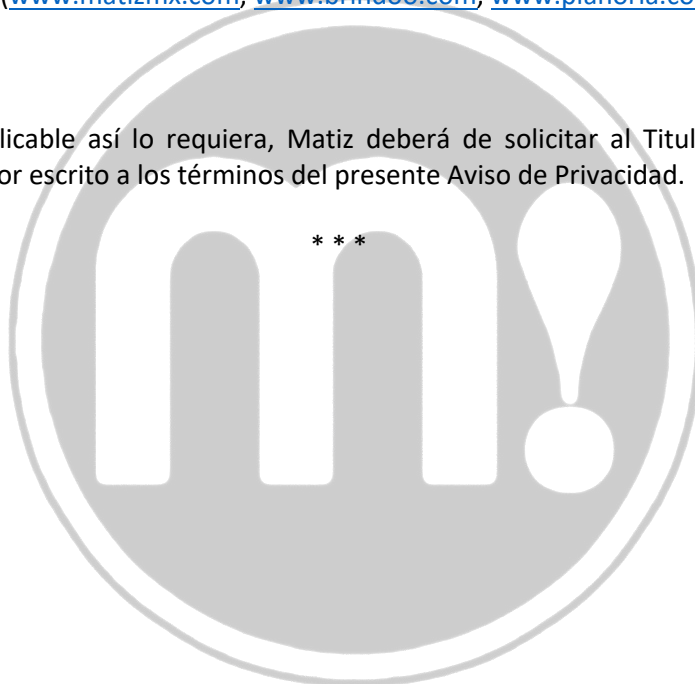 (www.matizmx.com, www.brindoo.com, www.planoria.co
licable así lo requiera, Matiz deberá de solicitar al Titul
or escrito a los términos del presente Aviso de Privacidad.
* * *
m!